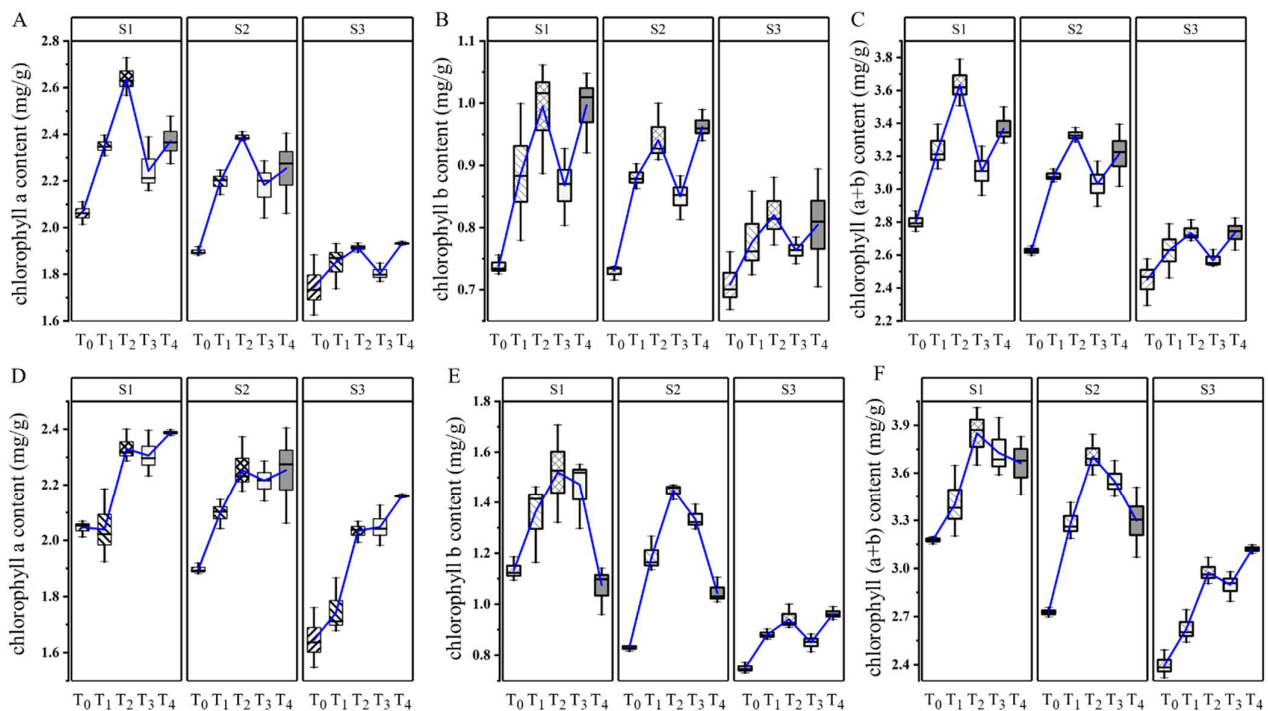 A
S1 S2 S3
chlorophyll a content (mg/g)
2.8
2.6
2.4
2.2
2.0
1.8
1.6
T0 T1 T2 T3 T4 T0 T1 T2 T3 T4 T0 T1 T2 T3 T4
B
S1 S2 S3
chlorophyll b content (mg/g)
1.1
1.0
0.9
0.8
0.7
T0 T1 T2 T3 T4 T0 T1 T2 T3 T4 T0 T1 T2 T3 T4
C
S1 S2 S3
chlorophyll (a+b) content (mg/g)
3.8
3.6
3.4
3.2
3.0
2.8
2.6
2.4
2.2
T0 T1 T2 T3 T4 T0 T1 T2 T3 T4 T0 T1 T2 T3 T4
D
S1 S2 S3
chlorophyll a content (mg/g)
2.4
2.2
2.0
1.8
1.6
T0 T1 T2 T3 T4 T0 T1 T2 T3 T4 T0 T1 T2 T3 T4
E
S1 S2 S3
chlorophyll b content (mg/g)
1.8
1.6
1.4
1.2
1.0
0.8
T0 T1 T2 T3 T4 T0 T1 T2 T3 T4 T0 T1 T2 T3 T4
F
S1 S2 S3
chlorophyll (a+b) content (mg/g)
3.9
3.6
3.3
3.0
2.7
2.4
T0 T1 T2 T3 T4 T0 T1 T2 T3 T4 T0 T1 T2 T3 T4